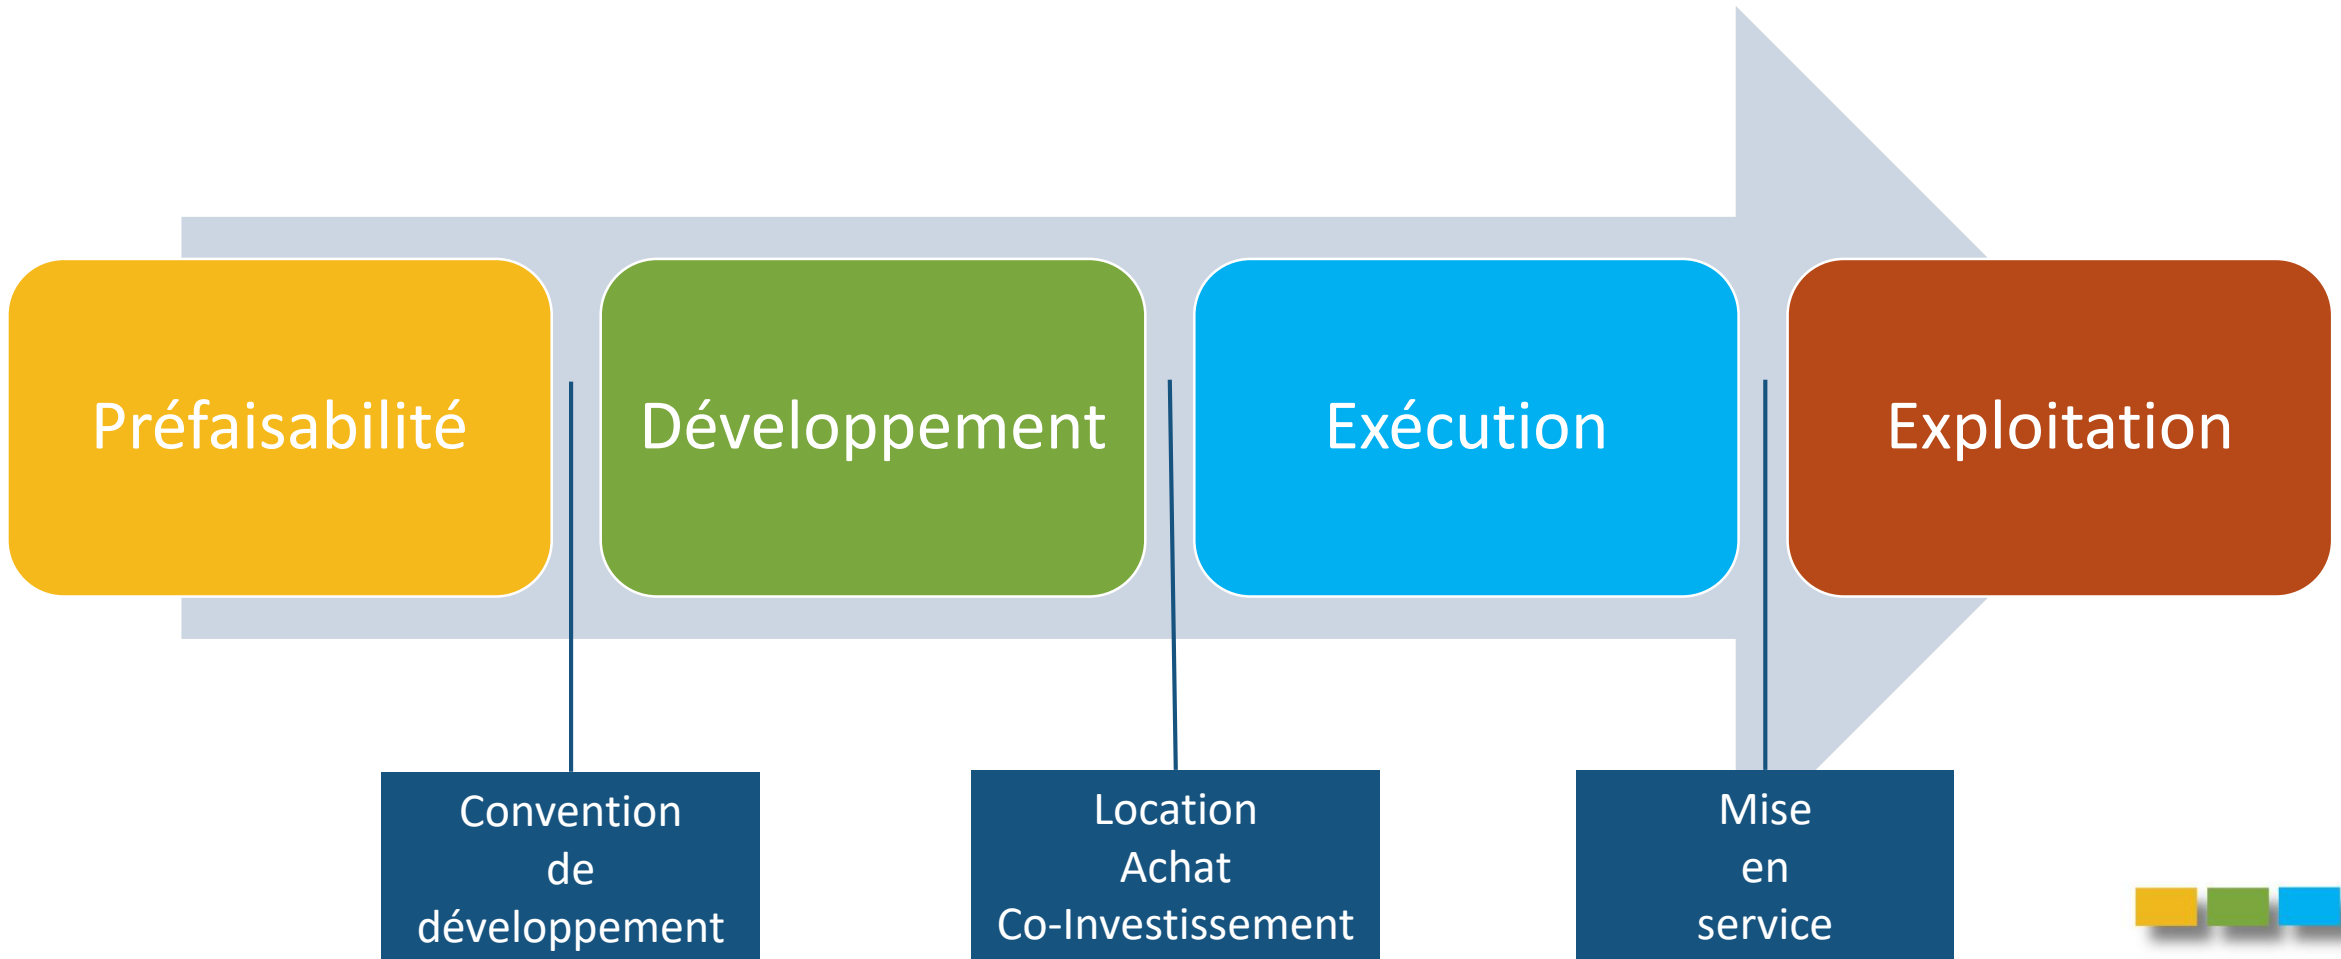 Préfaisabilité
Développement
Exécution
Exploitation
Convention
de
développement
Location
Achat
Co-Investissement
Mise
en
service